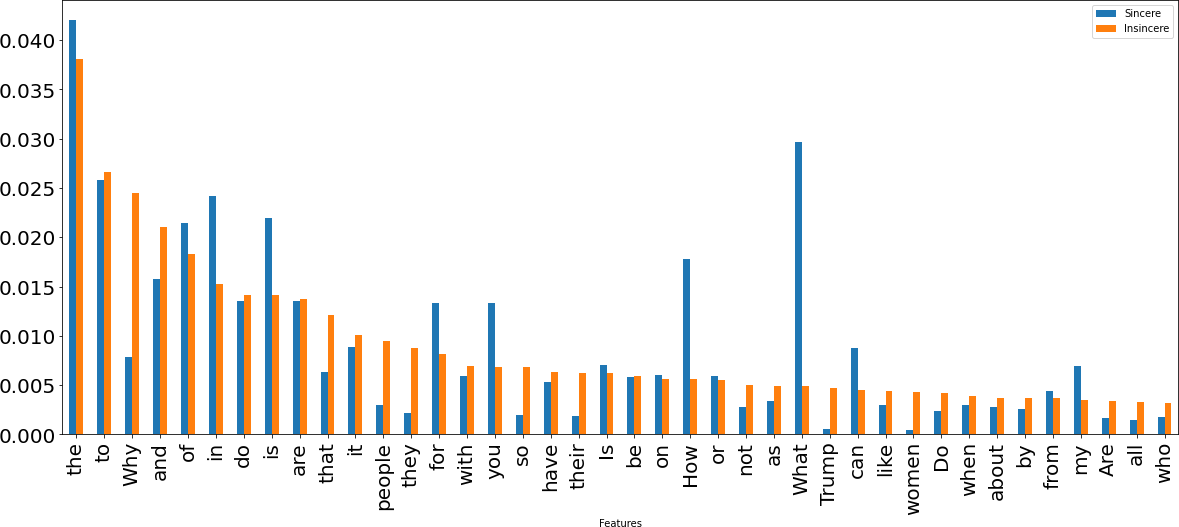 Sincere
Insincere
0.040
0.035
0.030
0.025
0.020
0.015
0.010
0.005
0.000
the
to
Why
and
of
in
do
is
are
that
it
people
they
for
with
you
so
have
their
Is
be
on
How
or
not
as
What
Trump
can
like
women
Do
when
about
by
from
my
Are
all
who
Features